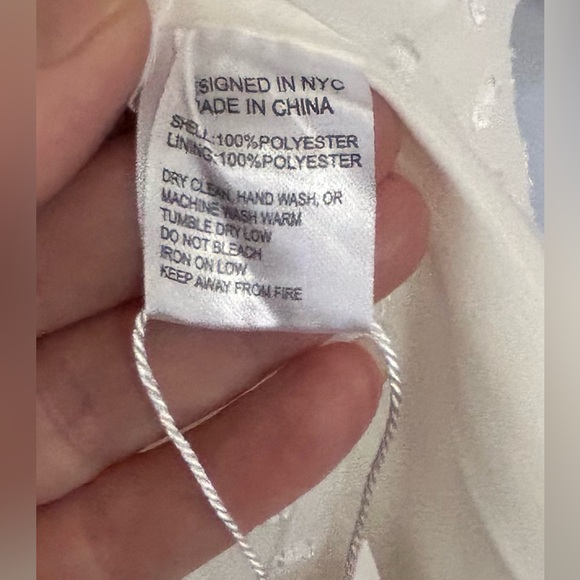 SIGNED IN NYC
ADE IN CHINA
SHELL:100%POLYESTER
LINING:100%POLYESTER
DRY CLEAN, HAND WASH, OR
MACHINE WASH WARM
TUMBLE DRY LOW
DO NOT BLEACH
IRON ON LOW
KEEP AWAY FROM FIRE